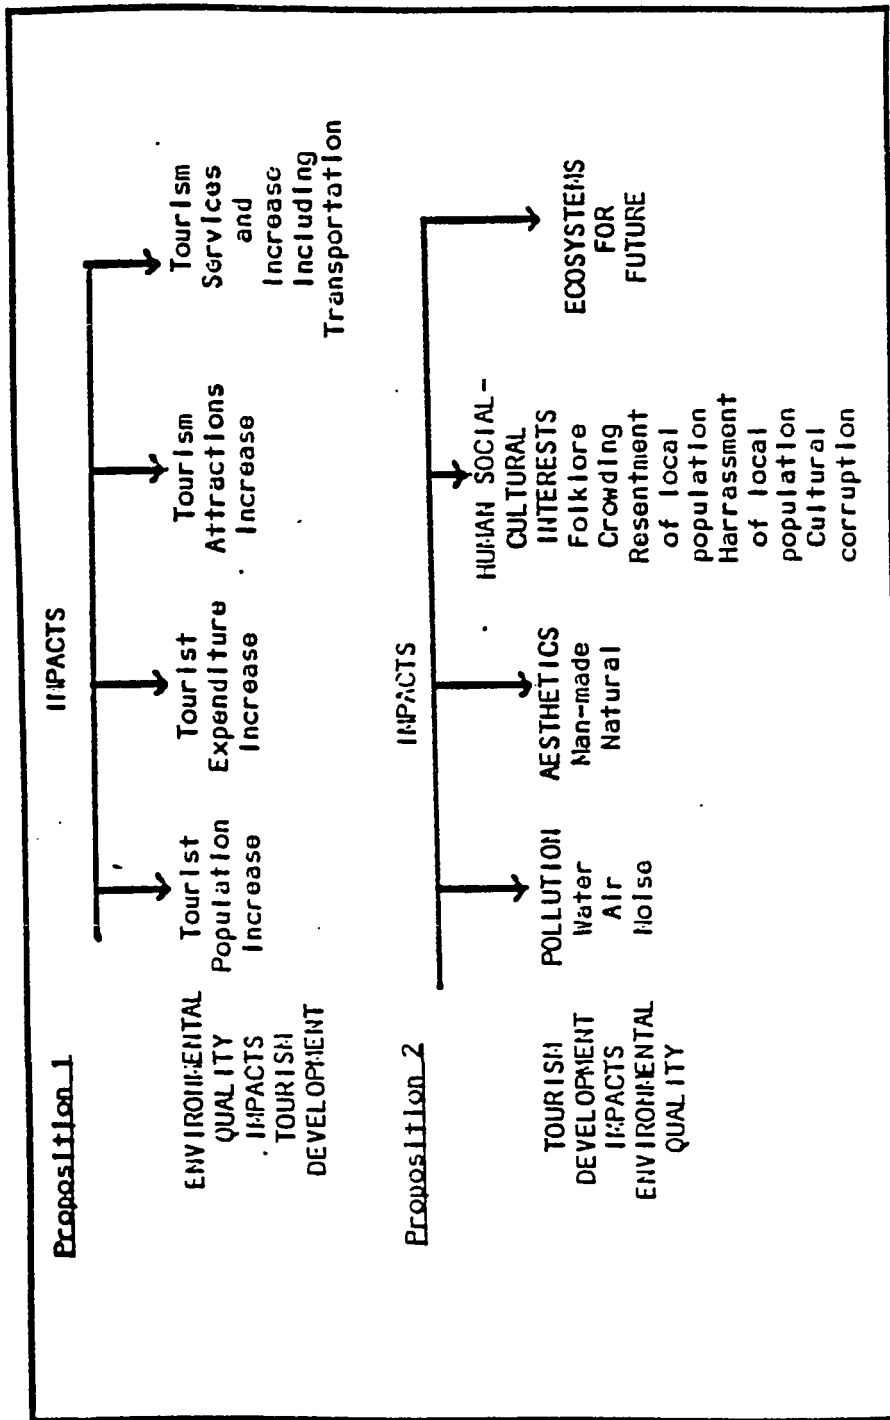 Proposition 1
IMPACTS
ENVIRONMENTAL
QUALITY
IMPACTS
TOURISM
DEVELOPMENT
Tourist
Population
Increase
Tourist
Expenditure
Increase
Tourism
Attractions
Increase
Tourism
Services
and
Increase
Including
Transportation
Proposition 2
IMPACTS
TOURISM
DEVELOPMENT
IMPACTS
ENVIRONMENTAL
QUALITY
POLLUTION
Water
Air
Noise
AESTHETICS
Man-made
Natural
HUMAN SOCIAL-
CULTURAL
INTERESTS
Folklore
Crowding
Resentment
of local
population
Harrassment
of local
population
Cultural
corruption
ECOSYSTEMS
FOR
FUTURE